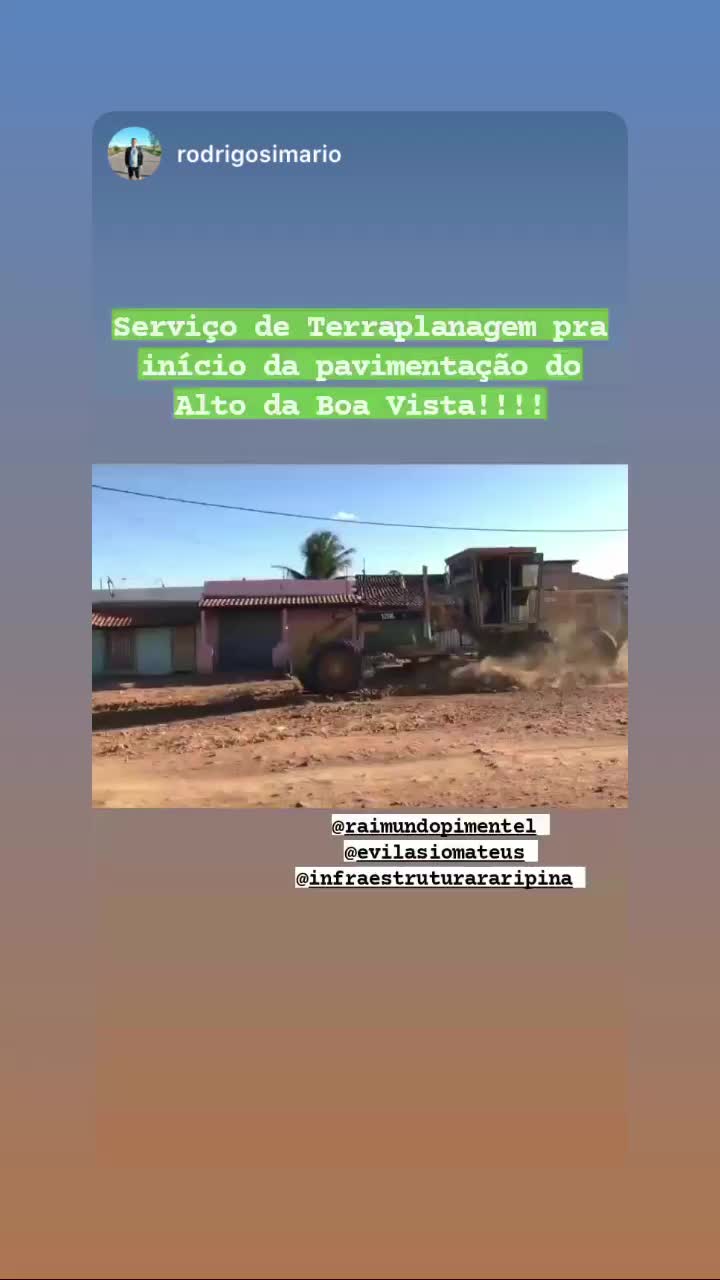 rodrigosimario
Serviço de Terraplanagem pra
início da pavimentação do
Alto da Boa Vista!!!!
@raimundopimentel
@evilasiomateus
@infraestruturararipina